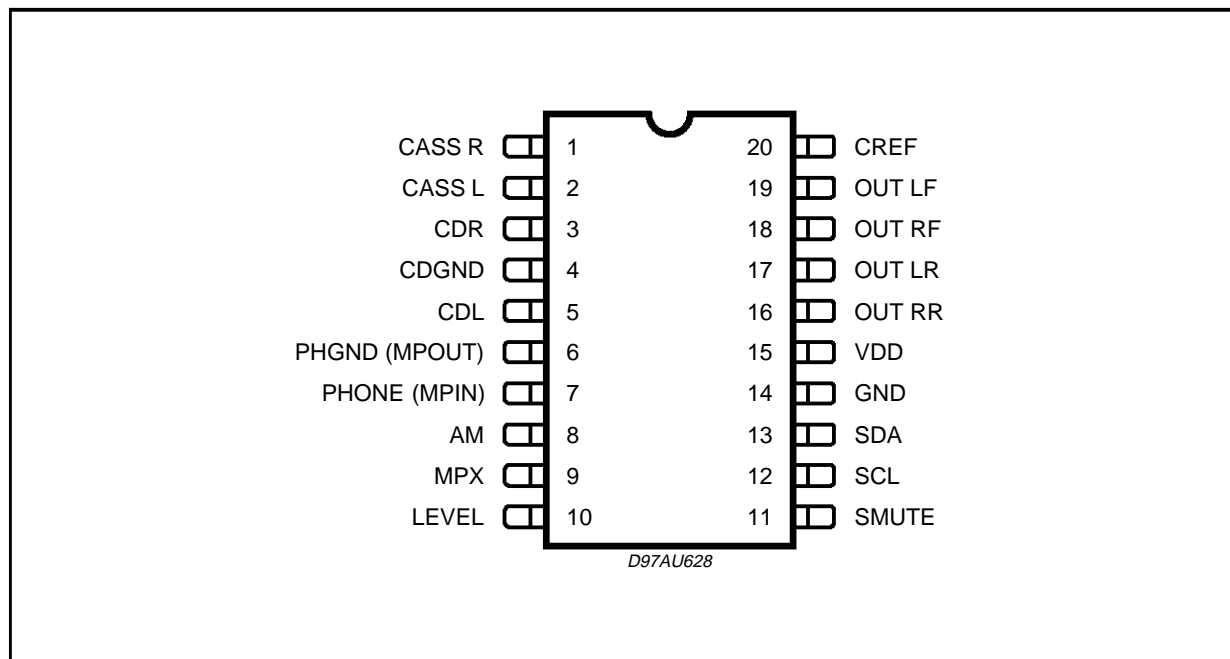 CASS R 1 20 CREF
CASS L 2 19 OUT LF
CDR 3 18 OUT RF
CDGND 4 17 OUT LR
CDL 5 16 OUT RR
PHGND (MPOUT) 6 15 VDD
PHONE (MPIN) 7 14 GND
AM 8 13 SDA
MPX 9 12 SCL
LEVEL 10 11 SMUTE
D97AU628